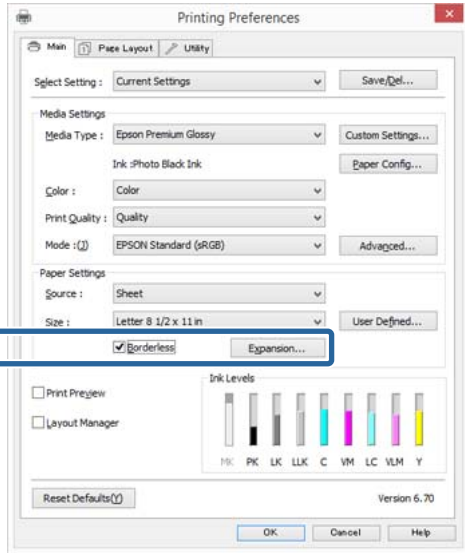 Printing Preferences
Main Page Layout Utility
Select Setting : Current Settings Save/Del...
Media Settings
Media Type : Epson Premium Glossy Custom Settings...
Ink :Photo Black Ink Paper Config...
Color : Color
Print Quality : Quality
Mode :(J) EPSON Standard (sRGB) Advanced...
Paper Settings
Source : Sheet
Size : Letter 8 1/2 x 11 in User Defined...
Borderless Expansion...
Print Preview
Layout Manager
Ink Levels
MK PK LK LLK C VM LC VLM Y
Reset Defaults(Y) Version 6.70
OK Cancel Help